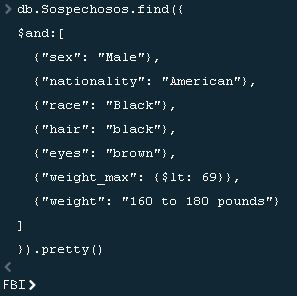 > db.Sospechosos.find({
$and:[
{"sex": "Male"},
{"nationality": "American"},
{"race": "Black"},
{"hair": "black"},
{"eyes": "brown"},
{"weight_max": {$lt: 69}},
{"weight": "160 to 180 pounds"}
]
}).pretty()
<
FBI>